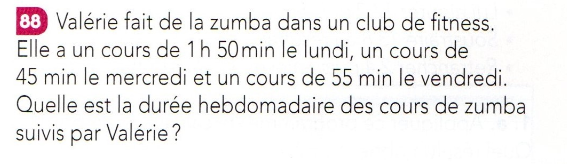 88 Valérie fait de la zumba dans un club de fitness.
Elle a un cours de 1 h 50 min le lundi, un cours de
45 min le mercredi et un cours de 55 min le vendredi.
Quelle est la durée hebdomadaire des cours de zumba
suivis par Valérie ?